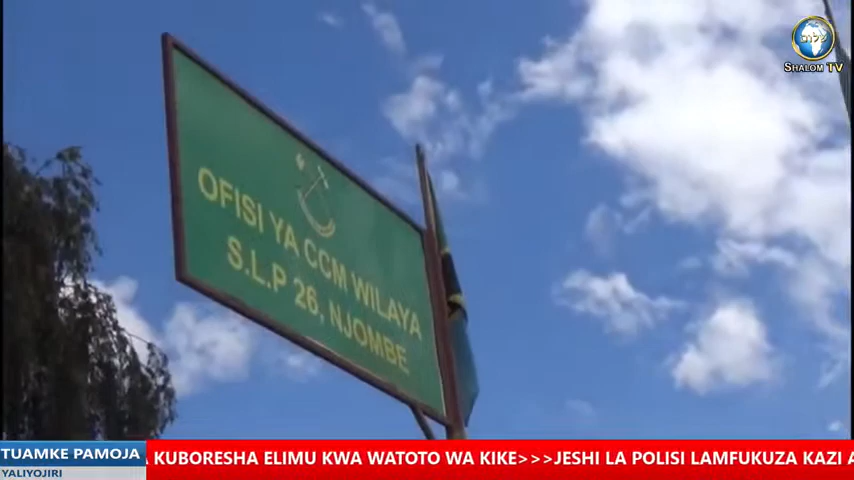 שלום
SHALOM TV
OFISI YA CCM WILAYA
S.L.P 26, NJOMBE
TUAMKE PAMOJA
YALIYOJIRI
KUBORESHA ELIMU KWA WATOTO WA KIKE>>>JESHI LA POLISI LAMFUKUZA KAZI A